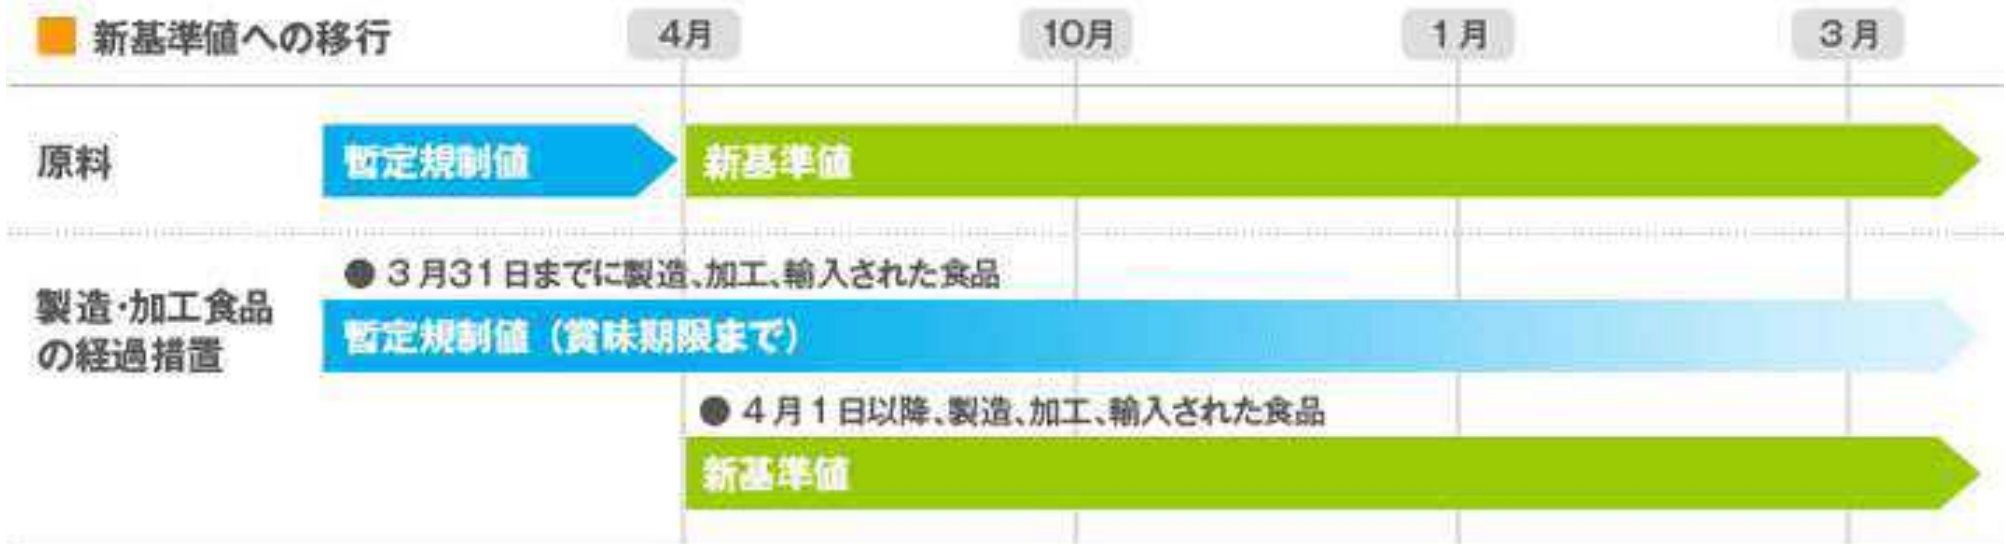 新基準値への移行
4月
10月
1月
3月
原料
暫定規制値
新基準値
製造・加工食品
の経過措置
● 3月31日までに製造、加工、輸入された食品
暫定規制値（賞味期限まで）
● 4月1日以降、製造、加工、輸入された食品
新基準値